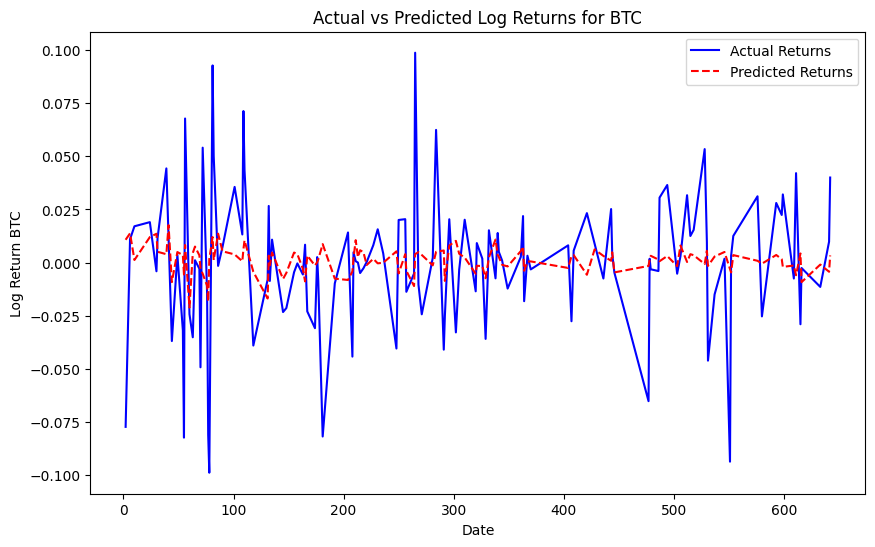 Actual vs Predicted Log Returns for BTC
Actual Returns
Predicted Returns
Log Return BTC
0.100
0.075
0.050
0.025
0.000
−0.025
−0.050
−0.075
−0.100
0 100 200 300 400 500 600
Date